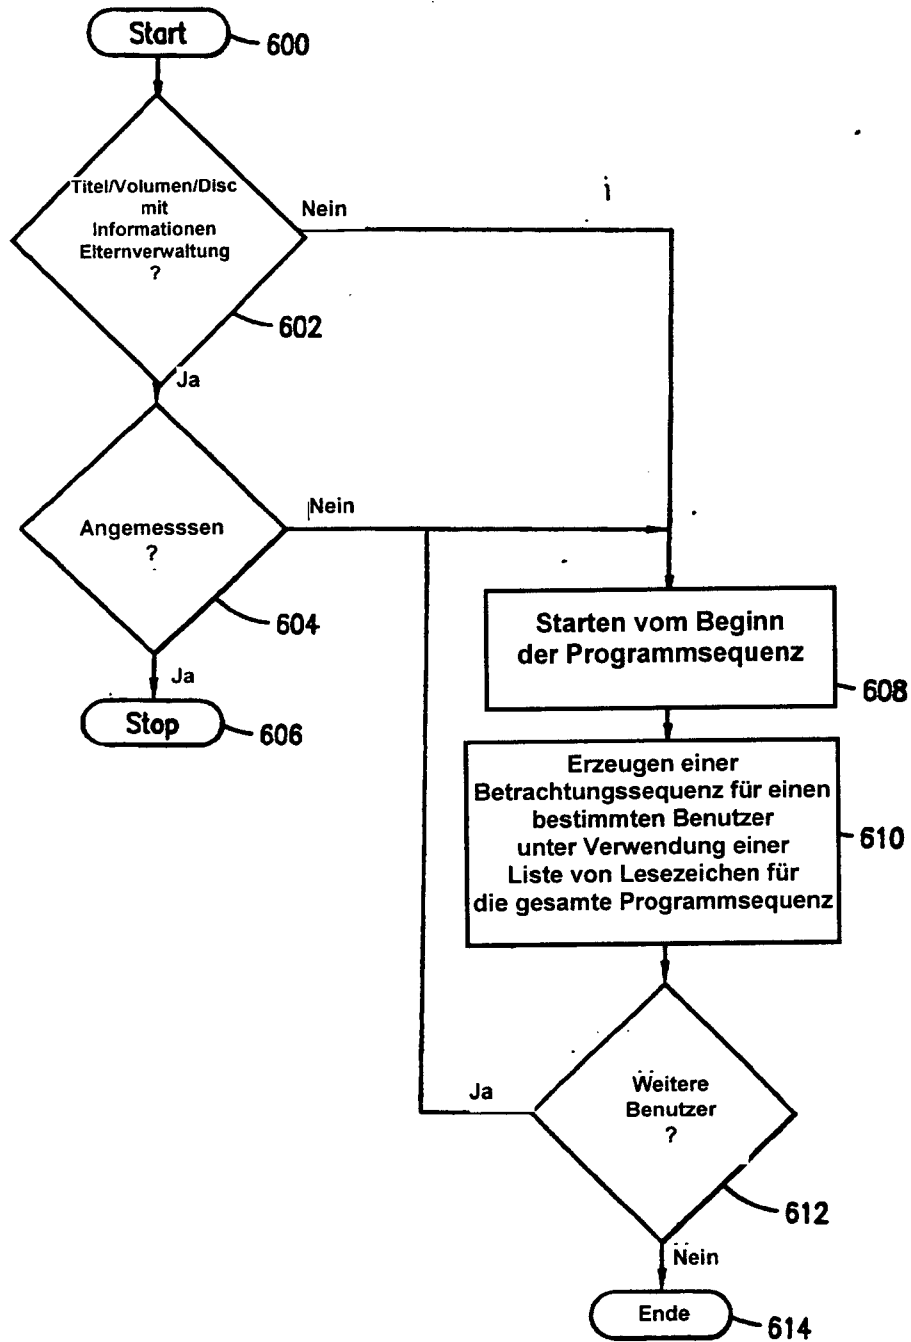 Start
600
Titel/Volumen/Disc
mit
Informationen
Elternverwaltung
?
Nein
602
Ja
Angemesssen
?
Nein
604
Ja
Stop
606
Starten vom Beginn
der Programmsequenz
608
Erzeugen einer
Betrachtungssequenz für einen
bestimmten Benutzer
unter Verwendung einer
Liste von Lesezeichen für
die gesamte Programmsequenz
610
Weitere
Benutzer
?
Ja
612
Nein
Ende
614